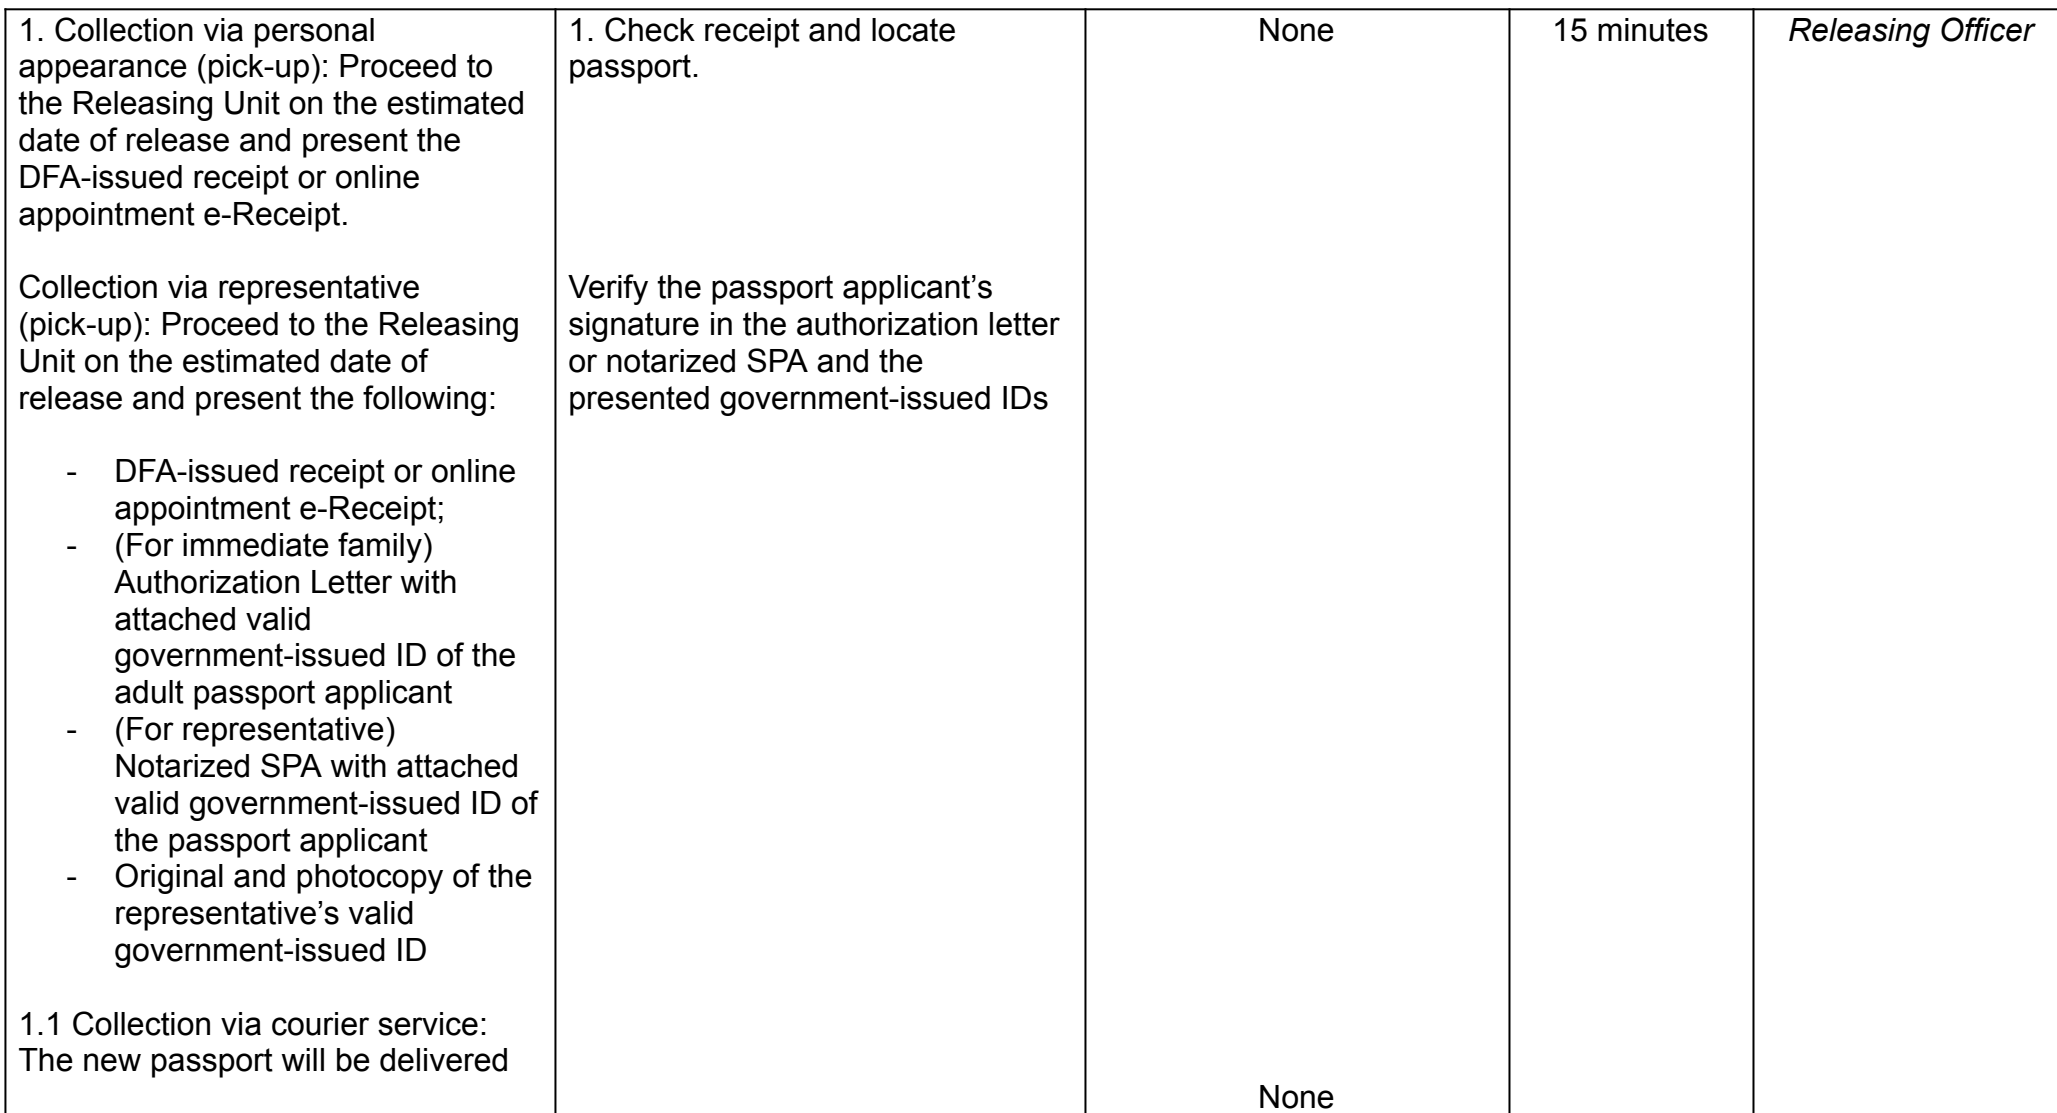 1. Collection via personal
appearance (pick-up): Proceed to
the Releasing Unit on the estimated
date of release and present the
DFA-issued receipt or online
appointment e-Receipt.
Collection via representative
(pick-up): Proceed to the Releasing
Unit on the estimated date of
release and present the following:
- DFA-issued receipt or online
appointment e-Receipt;
- (For immediate family)
Authorization Letter with
attached valid
government-issued ID of the
adult passport applicant
- (For representative)
Notarized SPA with attached
valid government-issued ID of
the passport applicant
- Original and photocopy of the
representative’s valid
government-issued ID
1.1 Collection via courier service:
The new passport will be delivered
1. Check receipt and locate
passport.
Verify the passport applicant’s
signature in the authorization letter
or notarized SPA and the
presented government-issued IDs
None
None
15 minutes
Releasing Officer